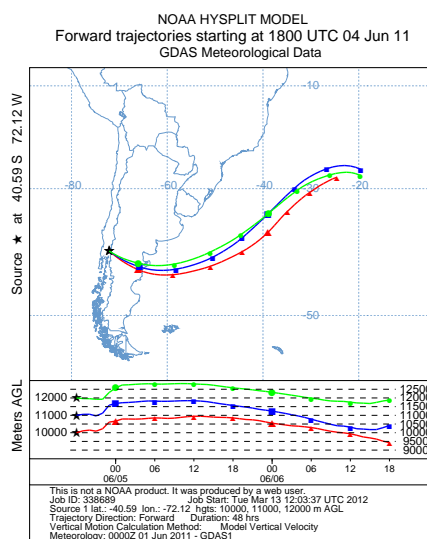 NOAA HYSPLIT MODEL
Forward trajectories starting at 1800 UTC 04 Jun 11
GDAS Meteorological Data
Source ★ at 40.59 S 72.12 W
-10
-80
-60
-40
-30
-20
-50
Meters AGL
12000
11000
10000
12500
12000
11500
11000
10500
10000
9500
9000
00 06 12 18 00 06 12 18
06/05 06/06
This is not a NOAA product. It was produced by a web user.
Job ID: 338689 Job Start: Tue Mar 13 12:03:37 UTC 2012
Source 1 lat.: -40.59 lon.: -72.12 hgts: 10000, 11000, 12000 m AGL
Trajectory Direction: Forward Duration: 48 hrs
Vertical Motion Calculation Method: Model Vertical Velocity
Meteorology: 0000Z 01 Jun 2011 - GDAS1